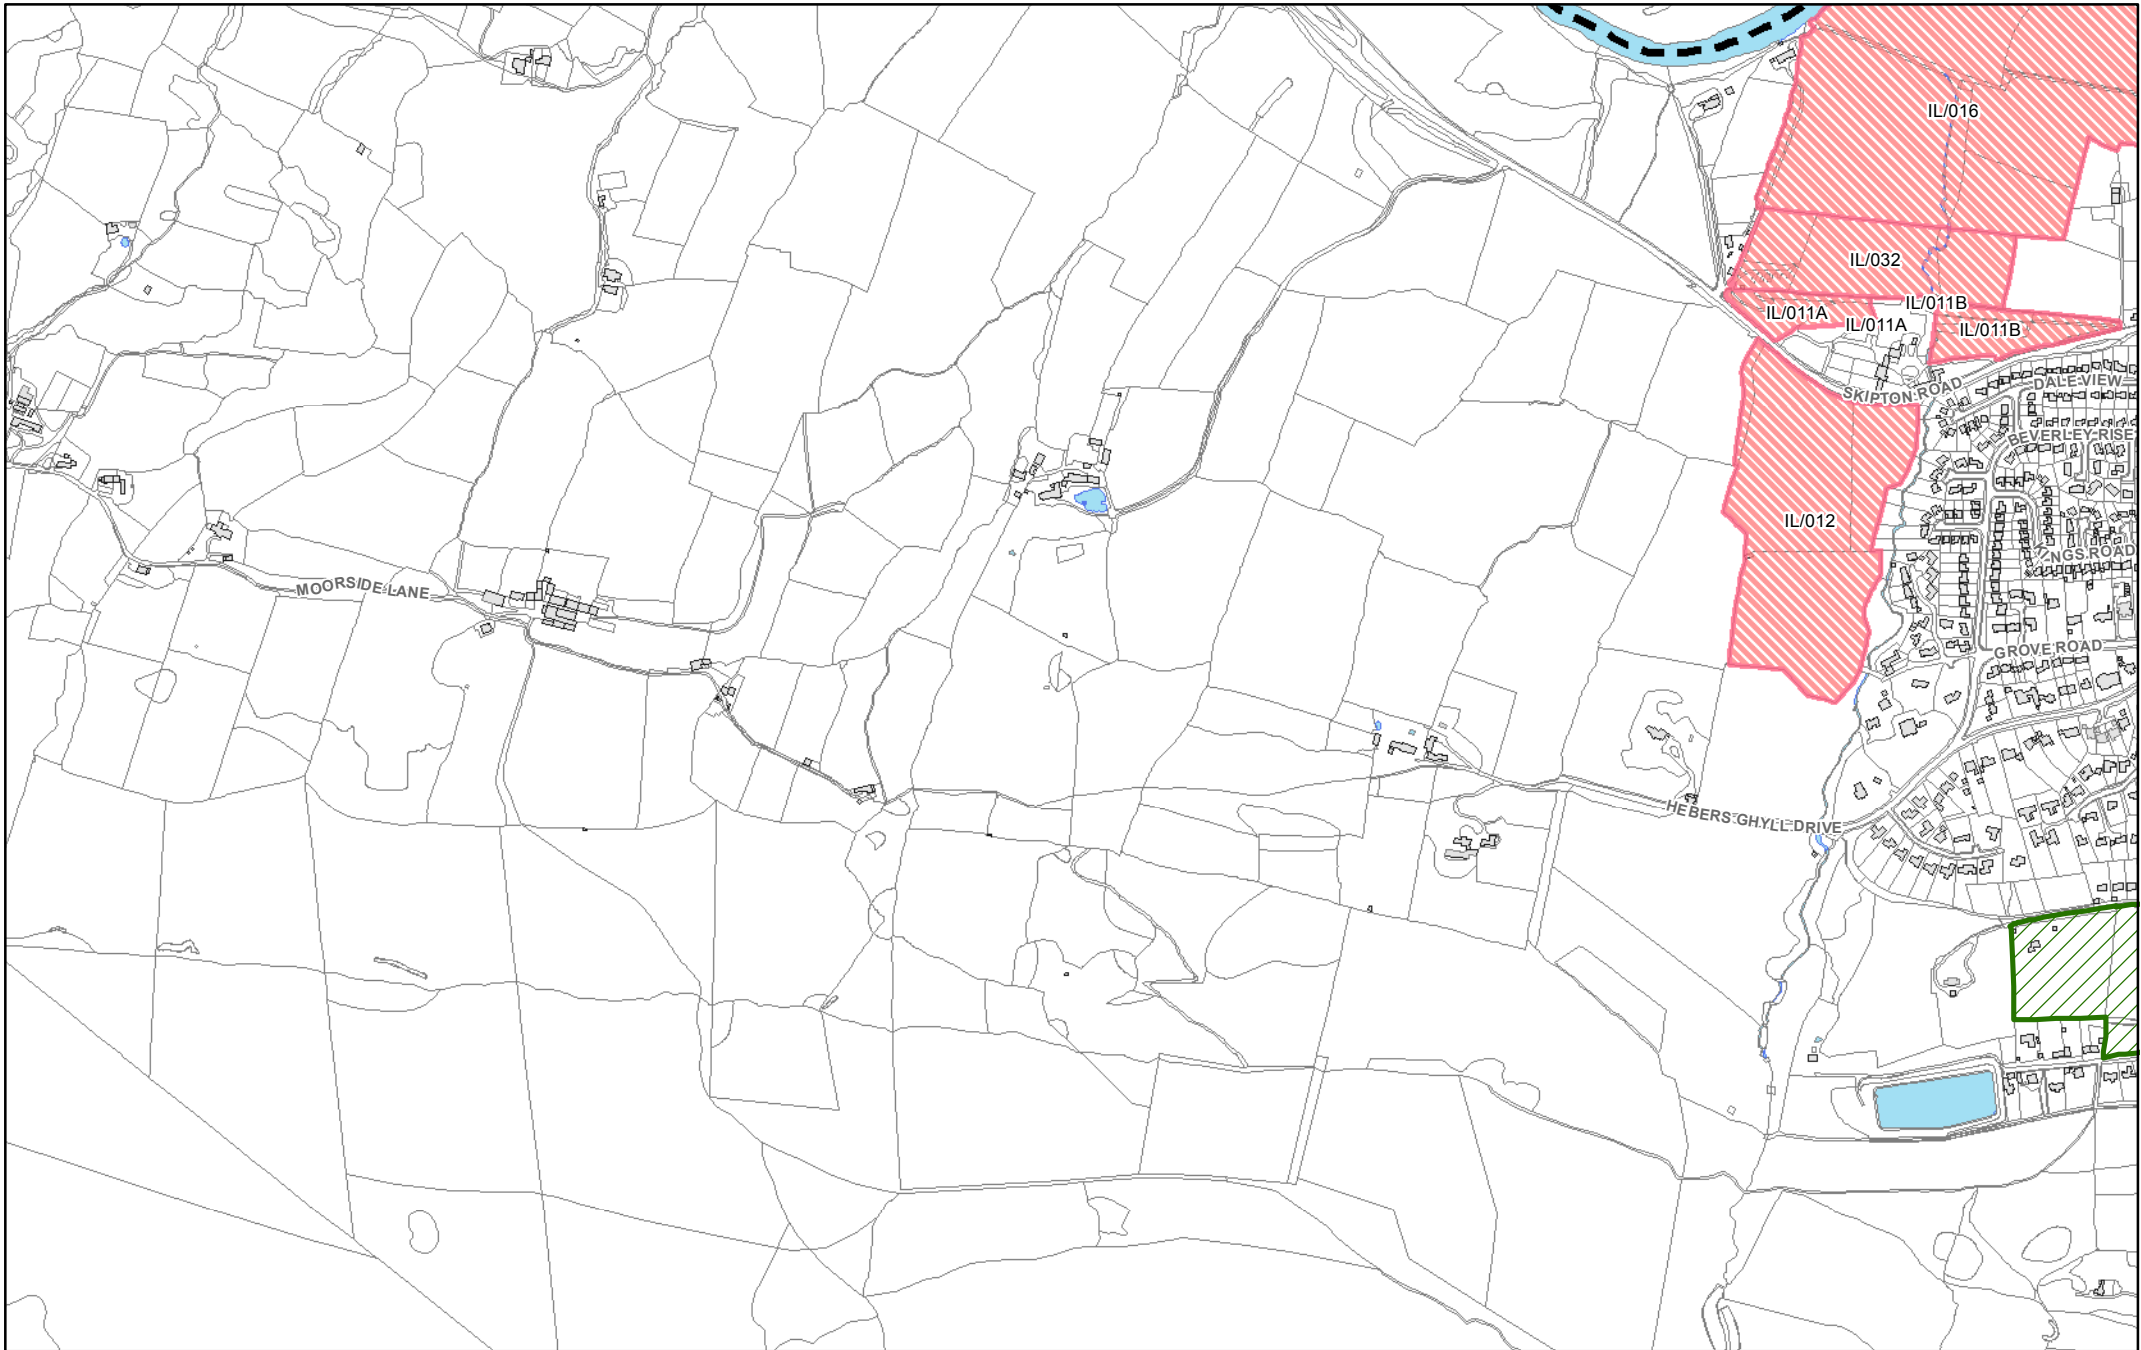 IL/016
IL/032
IL/011B
IL/011A
IL/011A
IL/011B
SKIPTON ROAD
DALE VIEW
BEVERLEY RISE
IL/012
KINGS ROAD
MOORSIDE LANE
GROVE ROAD
HEBERS GHYLL DRIVE